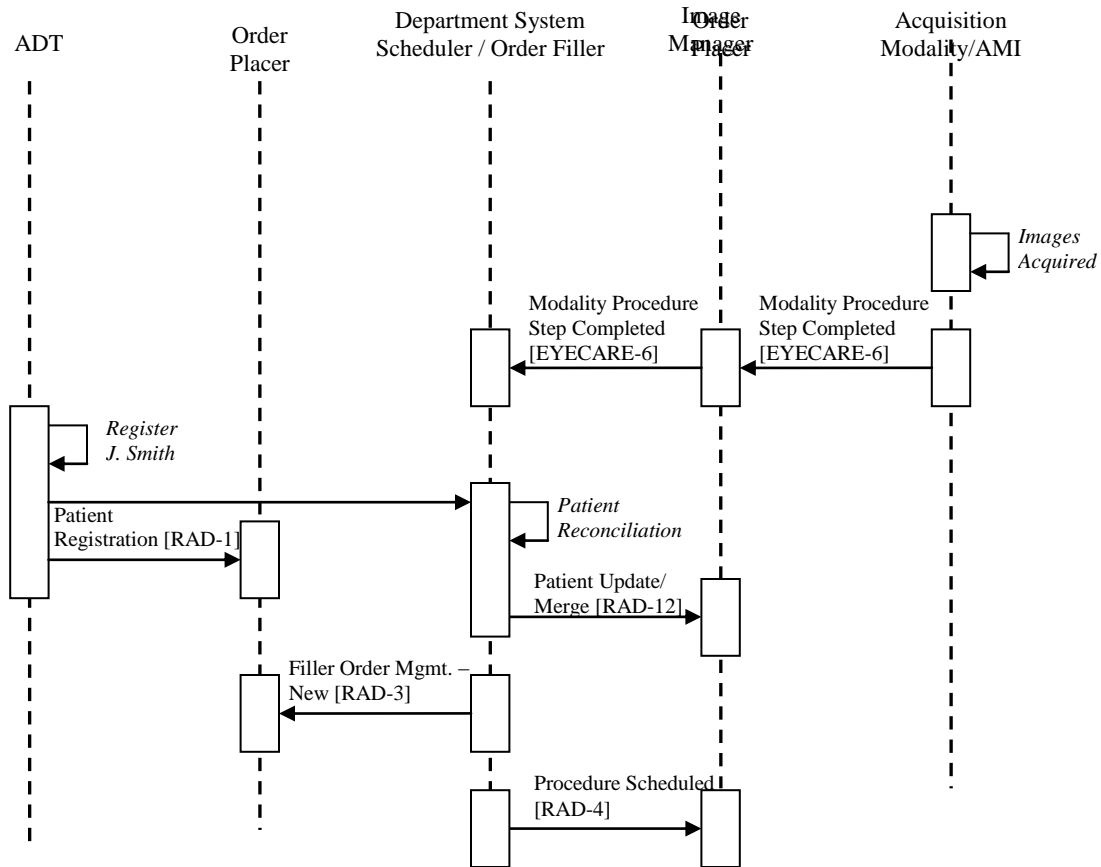 ADT
Order
Placer
Department System
Scheduler / Order Filler
Image
Manager
Order
Placer
Acquisition
Modality/AMI
Images
Acquired
Modality Procedure
Step Completed
[EYECARE-6]
Modality Procedure
Step Completed
[EYECARE-6]
Register
J. Smith
Patient
Registration [RAD-1]
Patient
Reconciliation
Patient Update/
Merge [RAD-12]
Filler Order Mgmt. –
New [RAD-3]
Procedure Scheduled
[RAD-4]